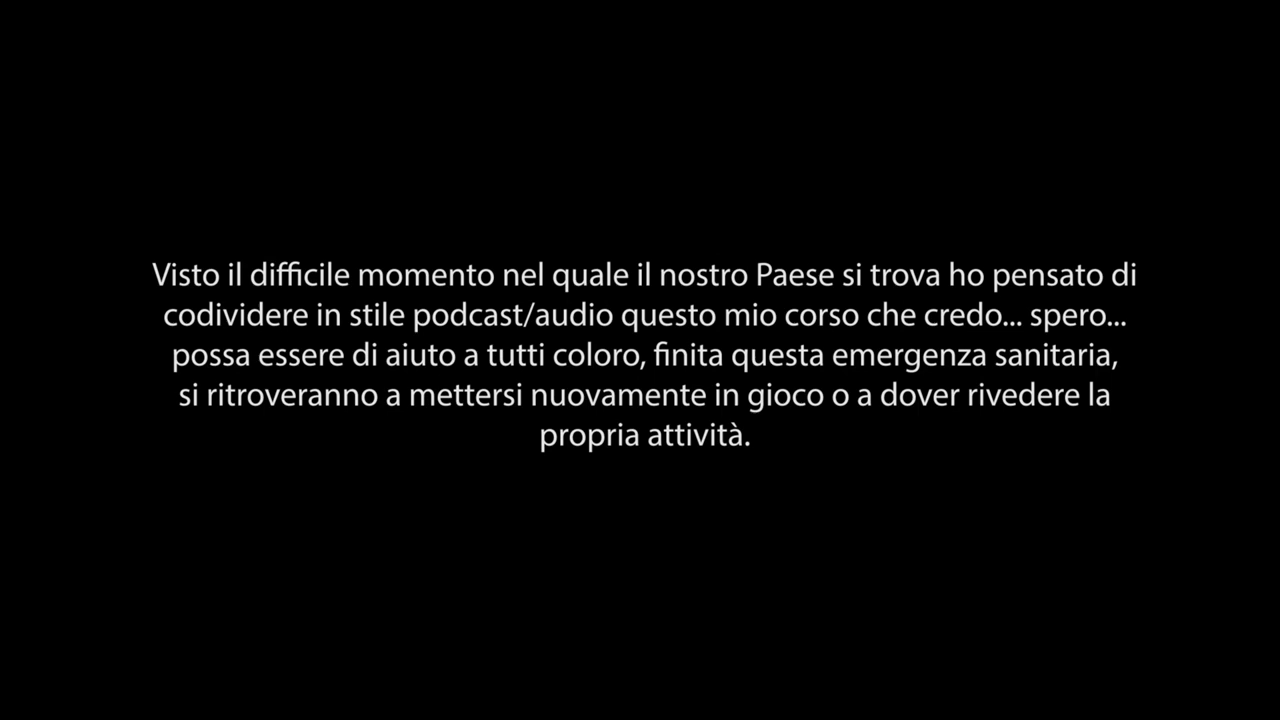 Visto il difficile momento nel quale il nostro Paese si trova ho pensato di
codividere in stile podcast/audio questo mio corso che credo... spero...
possa essere di aiuto a tutti coloro, finita questa emergenza sanitaria,
si ritroveranno a mettersi nuovamente in gioco o a dover rivedere la
propria attività.